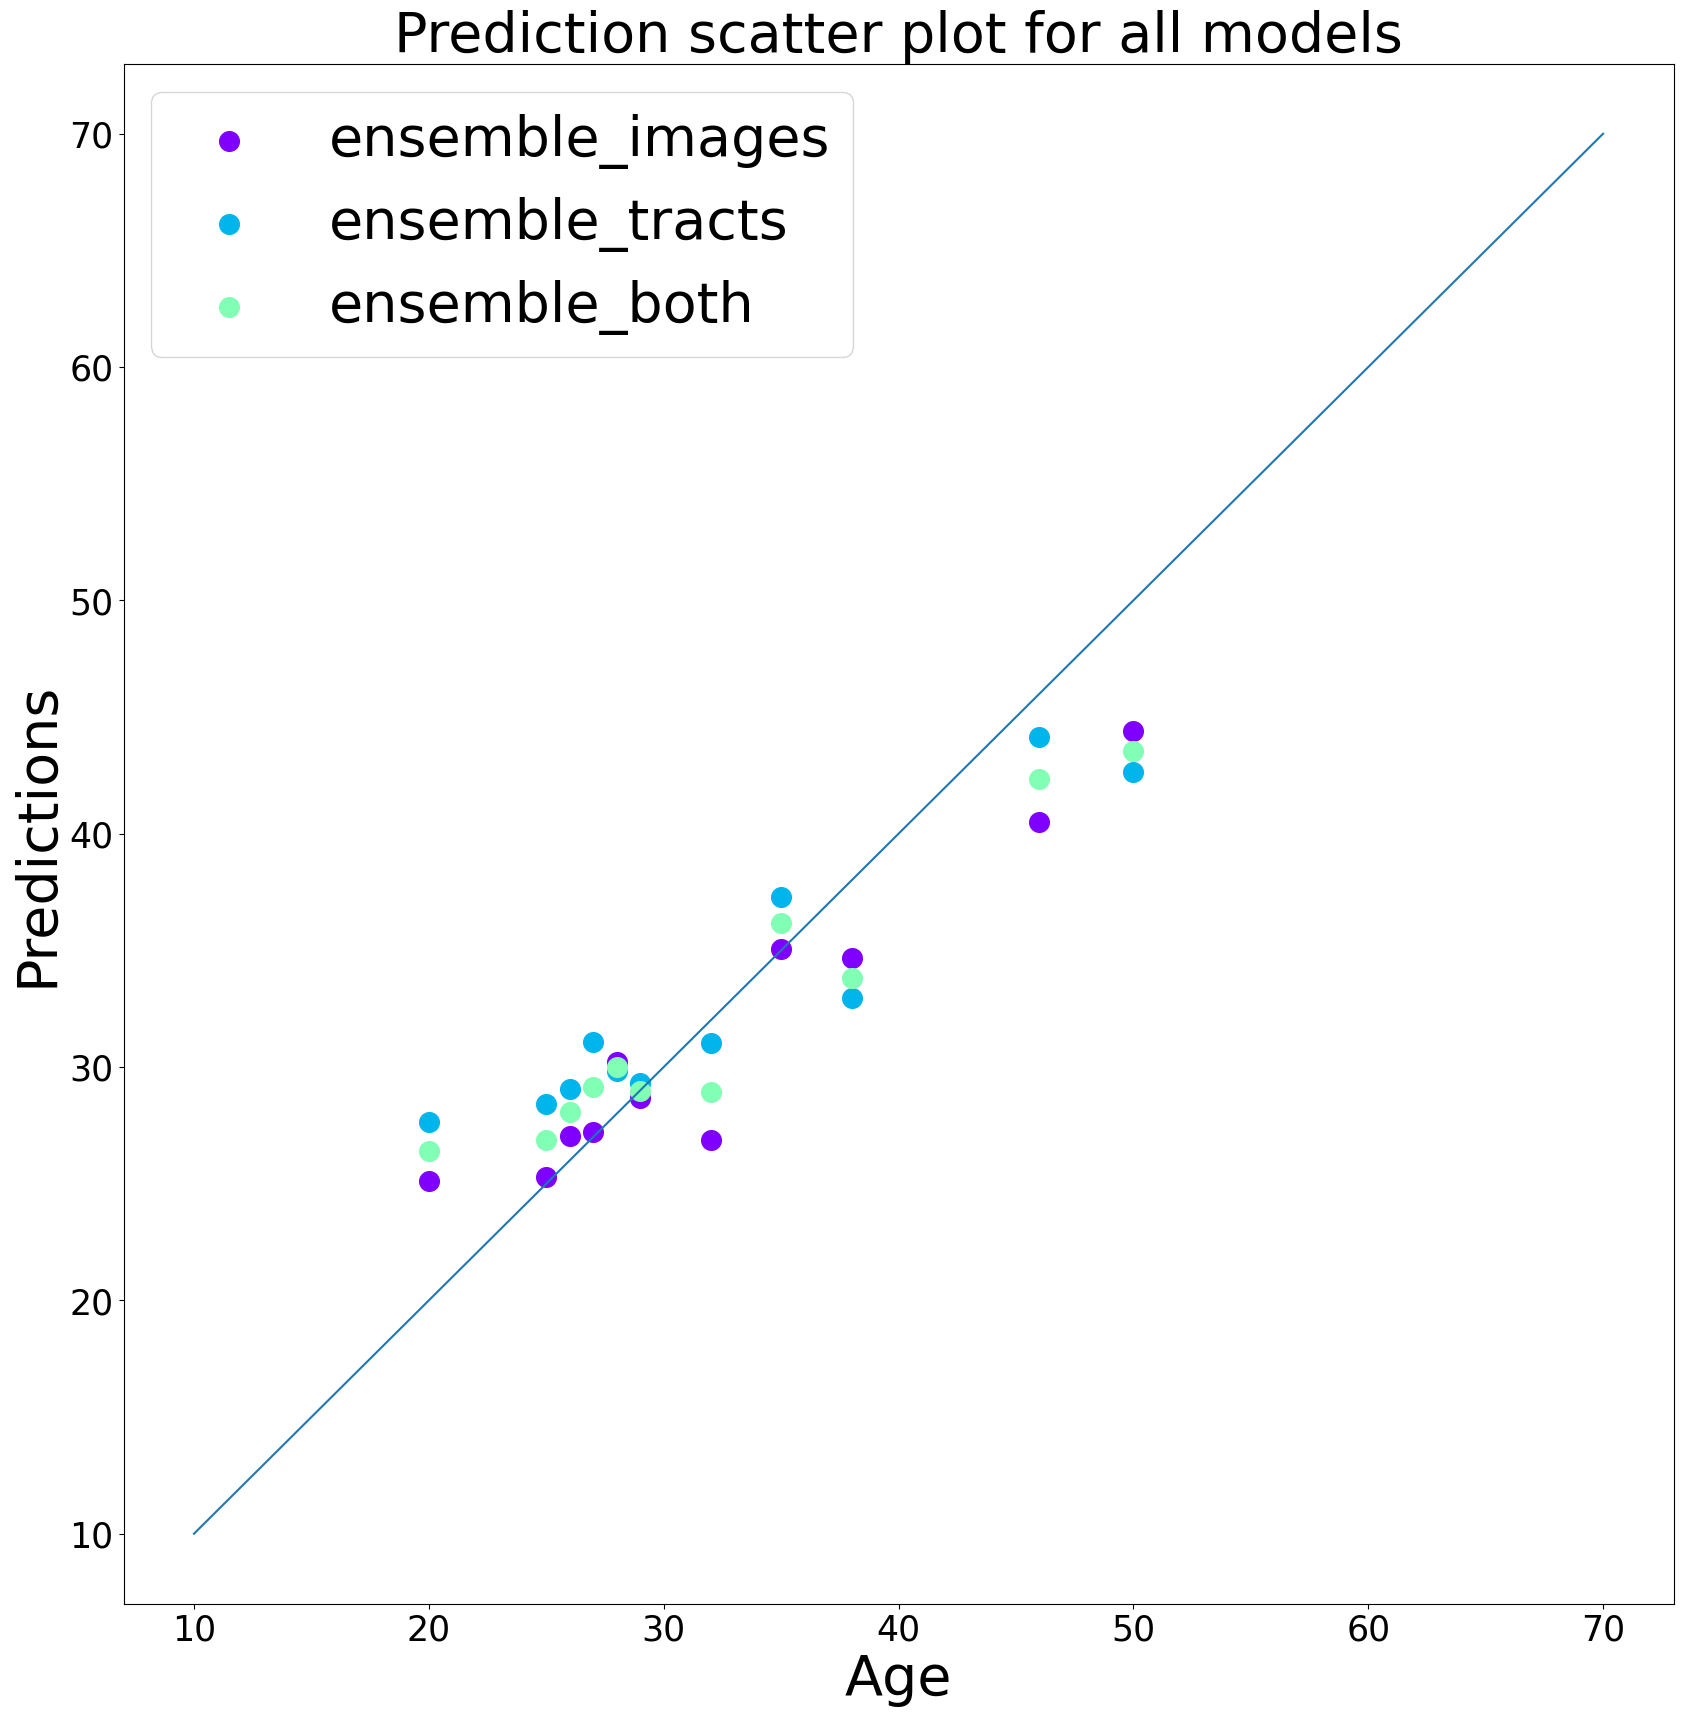 Prediction scatter plot for all models
ensemble_images
ensemble_tracts
ensemble_both
70
60
50
40
30
20
10
Predictions
10 20 30 40 50 60 70
Age